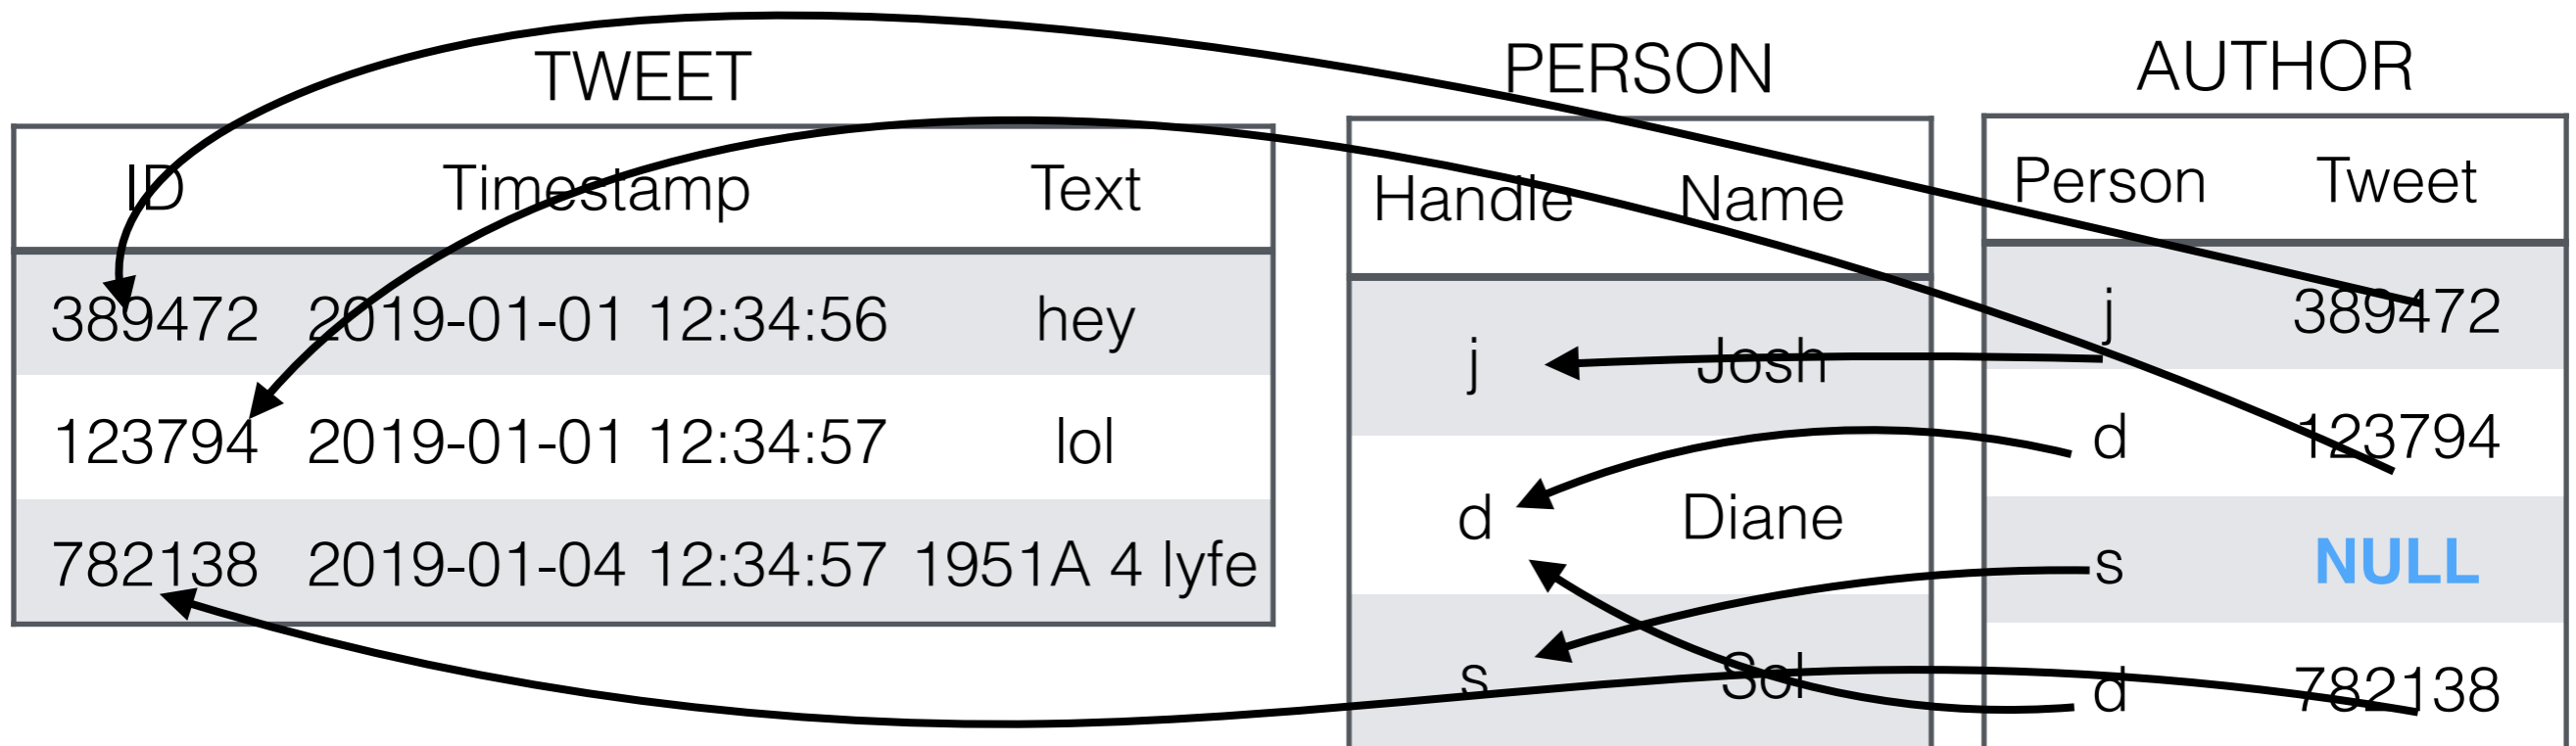 TWEET
ID Timestamp Text
389472 2019-01-01 12:34:56 hey
123794 2019-01-01 12:34:57 lol
782138 2019-01-04 12:34:57 1951A 4 lyfe
PERSON
Handle Name
j Josh
d Diane
s Sol
AUTHOR
Person Tweet
j 389472
d 123794
s NULL
d 782138